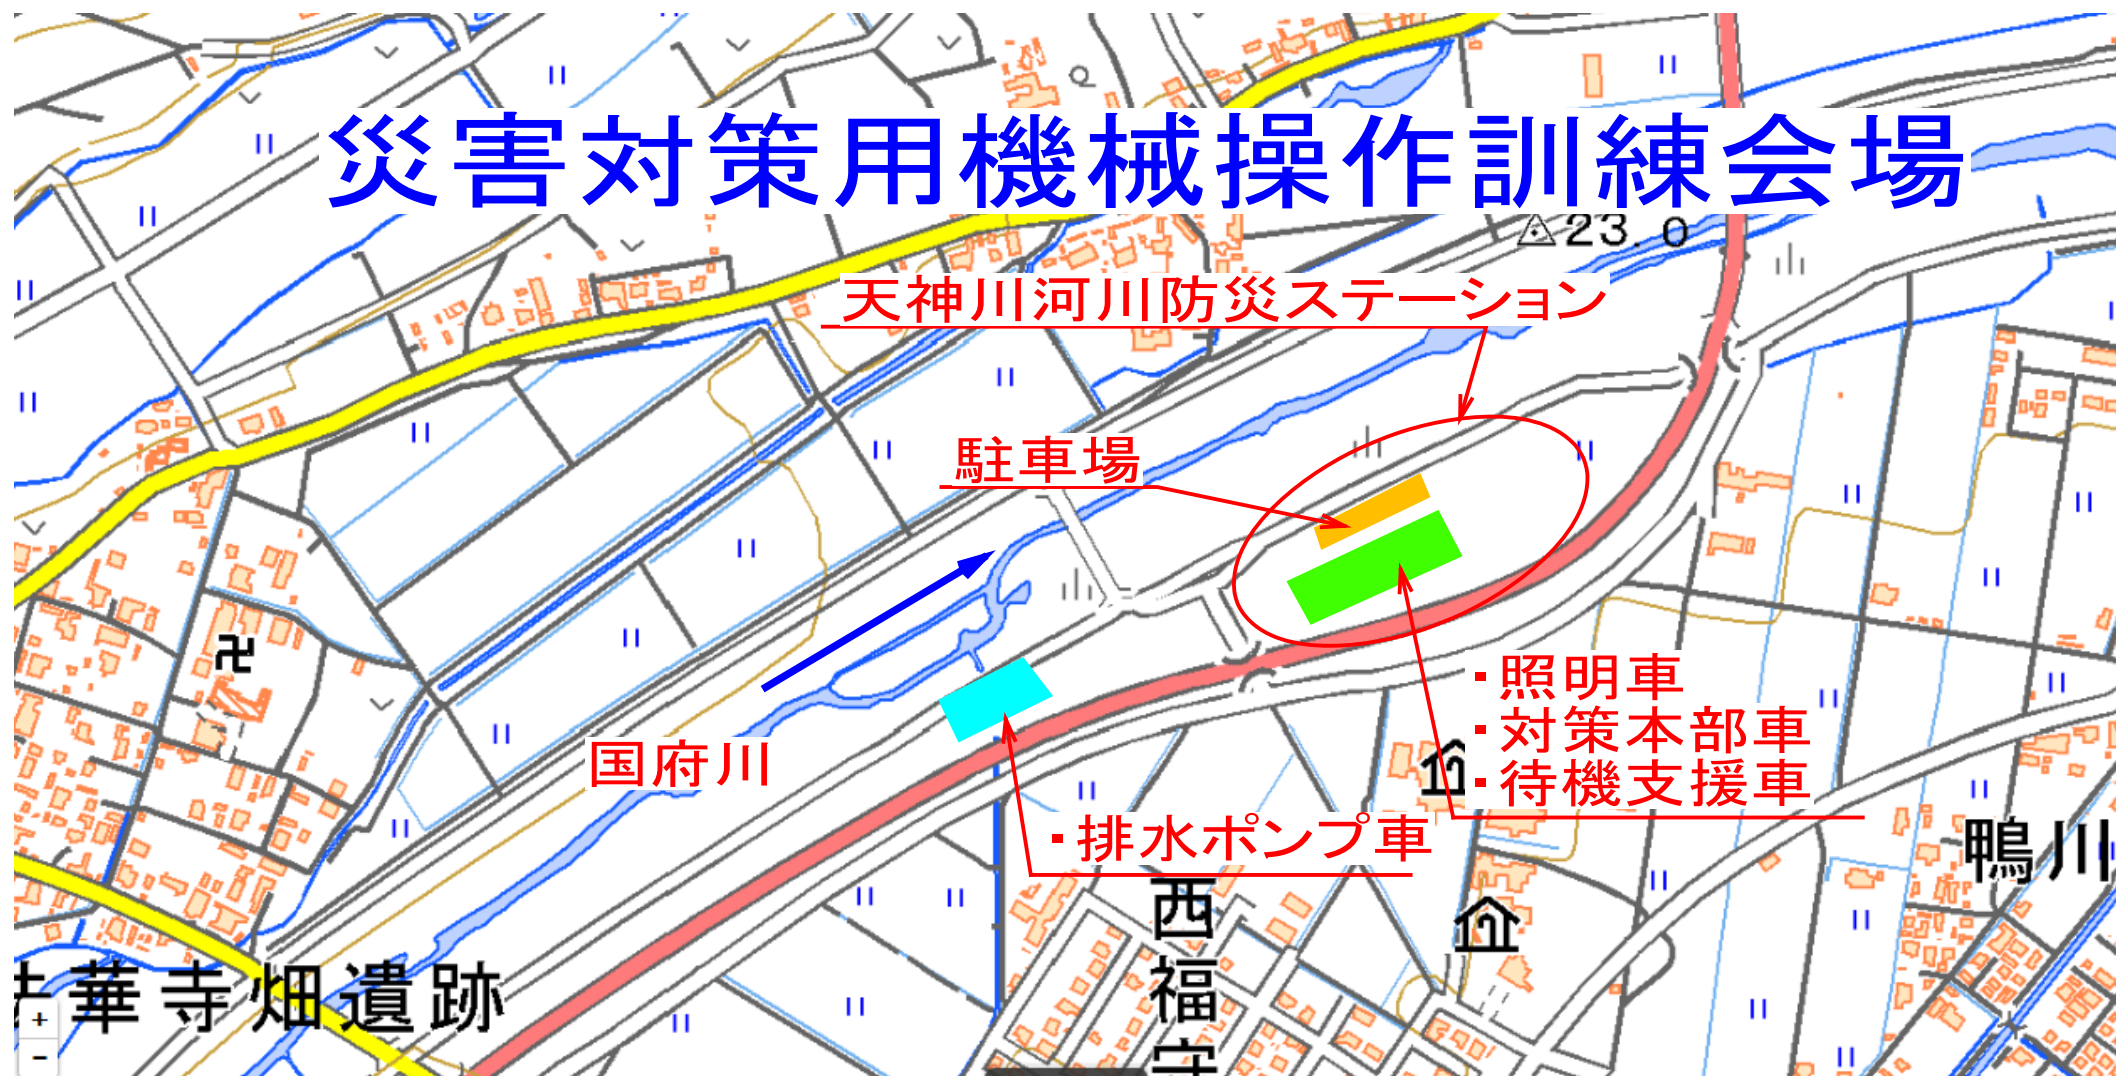 災害対策用機械操作訓練会場
23.0
天神川河川防災ステーション
駐車場
・照明車
・対策本部車
・待機支援車
国府川
・排水ポンプ車
鴨川
西福守
華寺畑遺跡
+
−